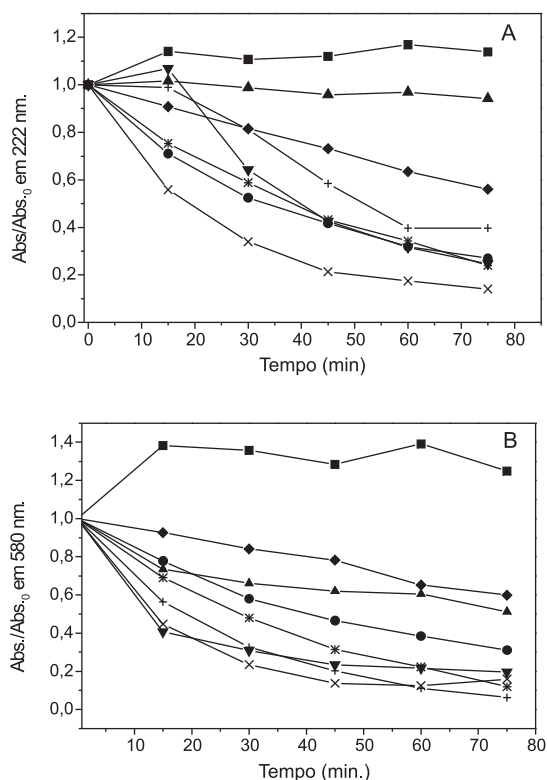 A
1,2
1,0
0,8
0,6
0,4
0,2
0,0
Abs/Abs.₀ em 222 nm.
0 10 20 30 40 50 60 70 80
Tempo (min)
B
1,4
1,2
1,0
0,8
0,6
0,4
0,2
0,0
Abs./Abs.₀ em 580 nm.
10 20 30 40 50 60 70 80
Tempo (min.)